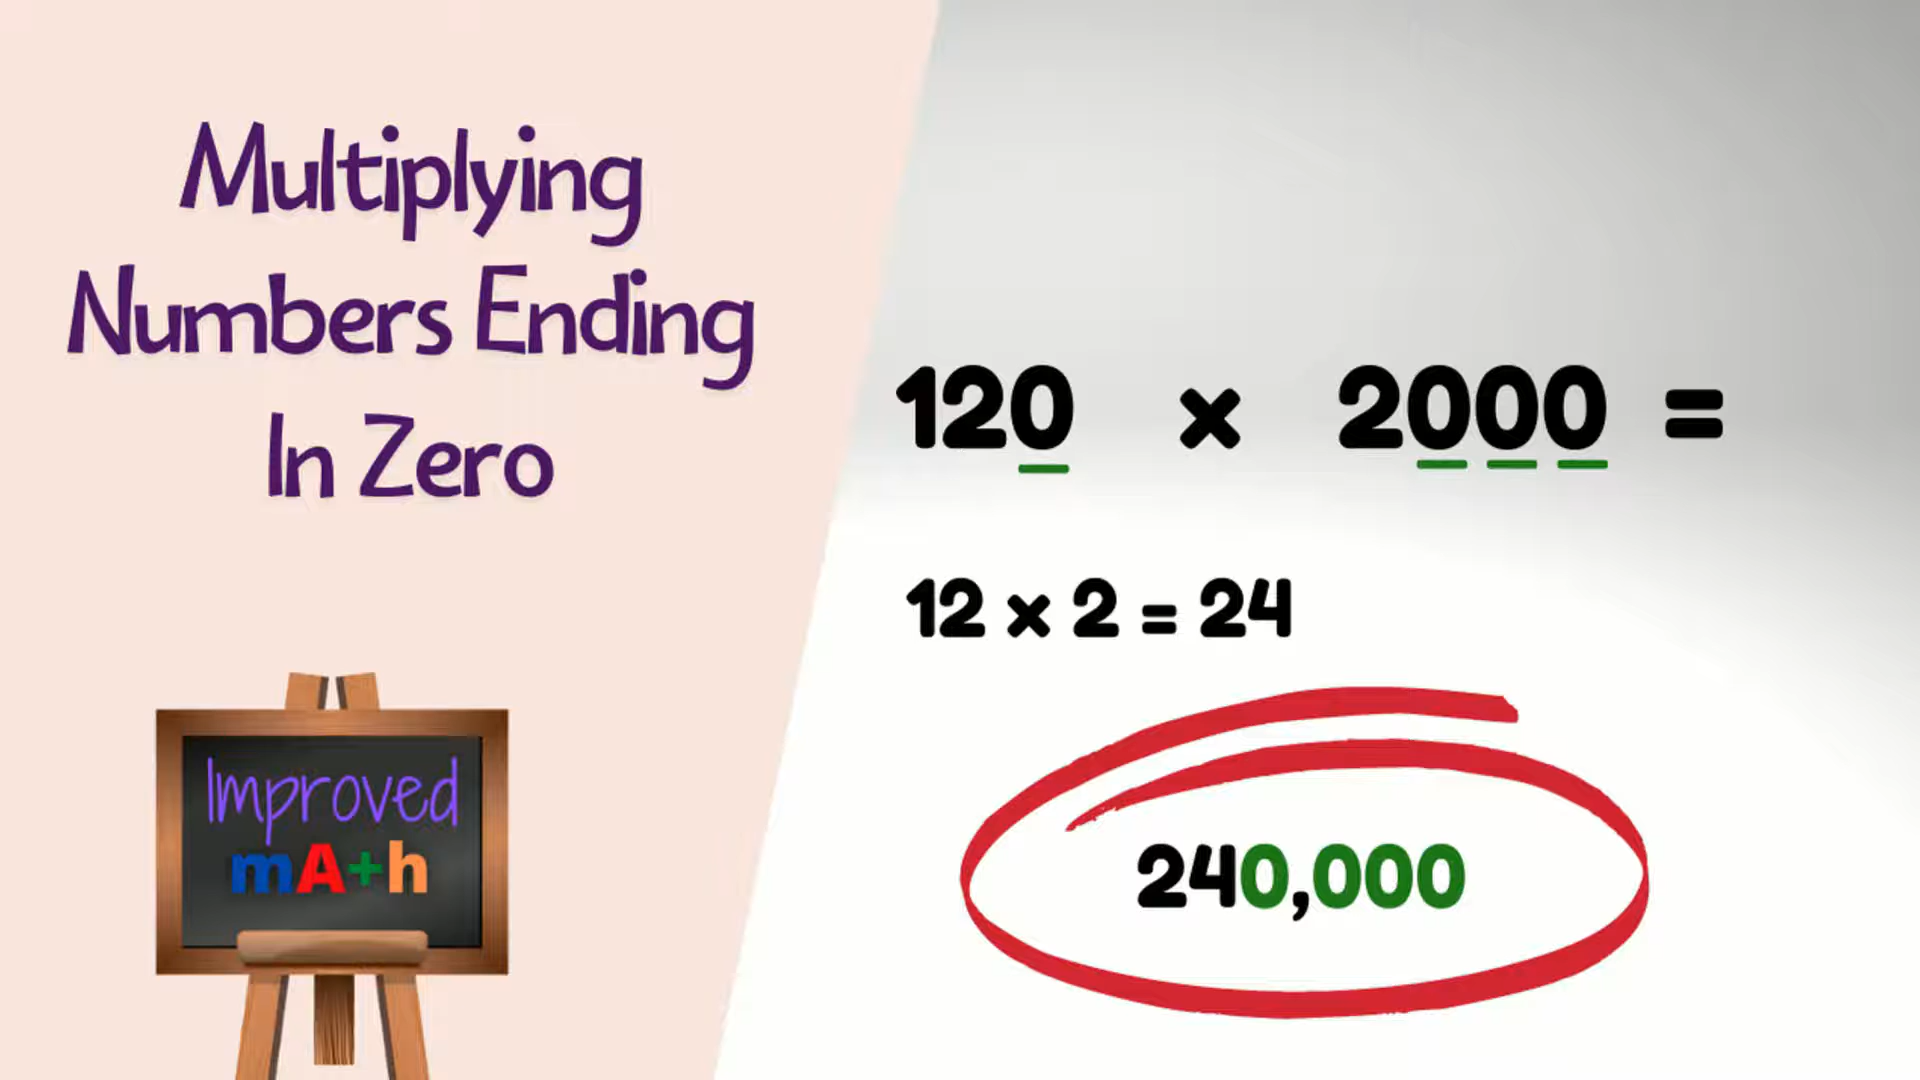 Multiplying
Numbers Ending
In Zero
120 × 2000 =
12 × 2 = 24
240,000
Improved
mA+h